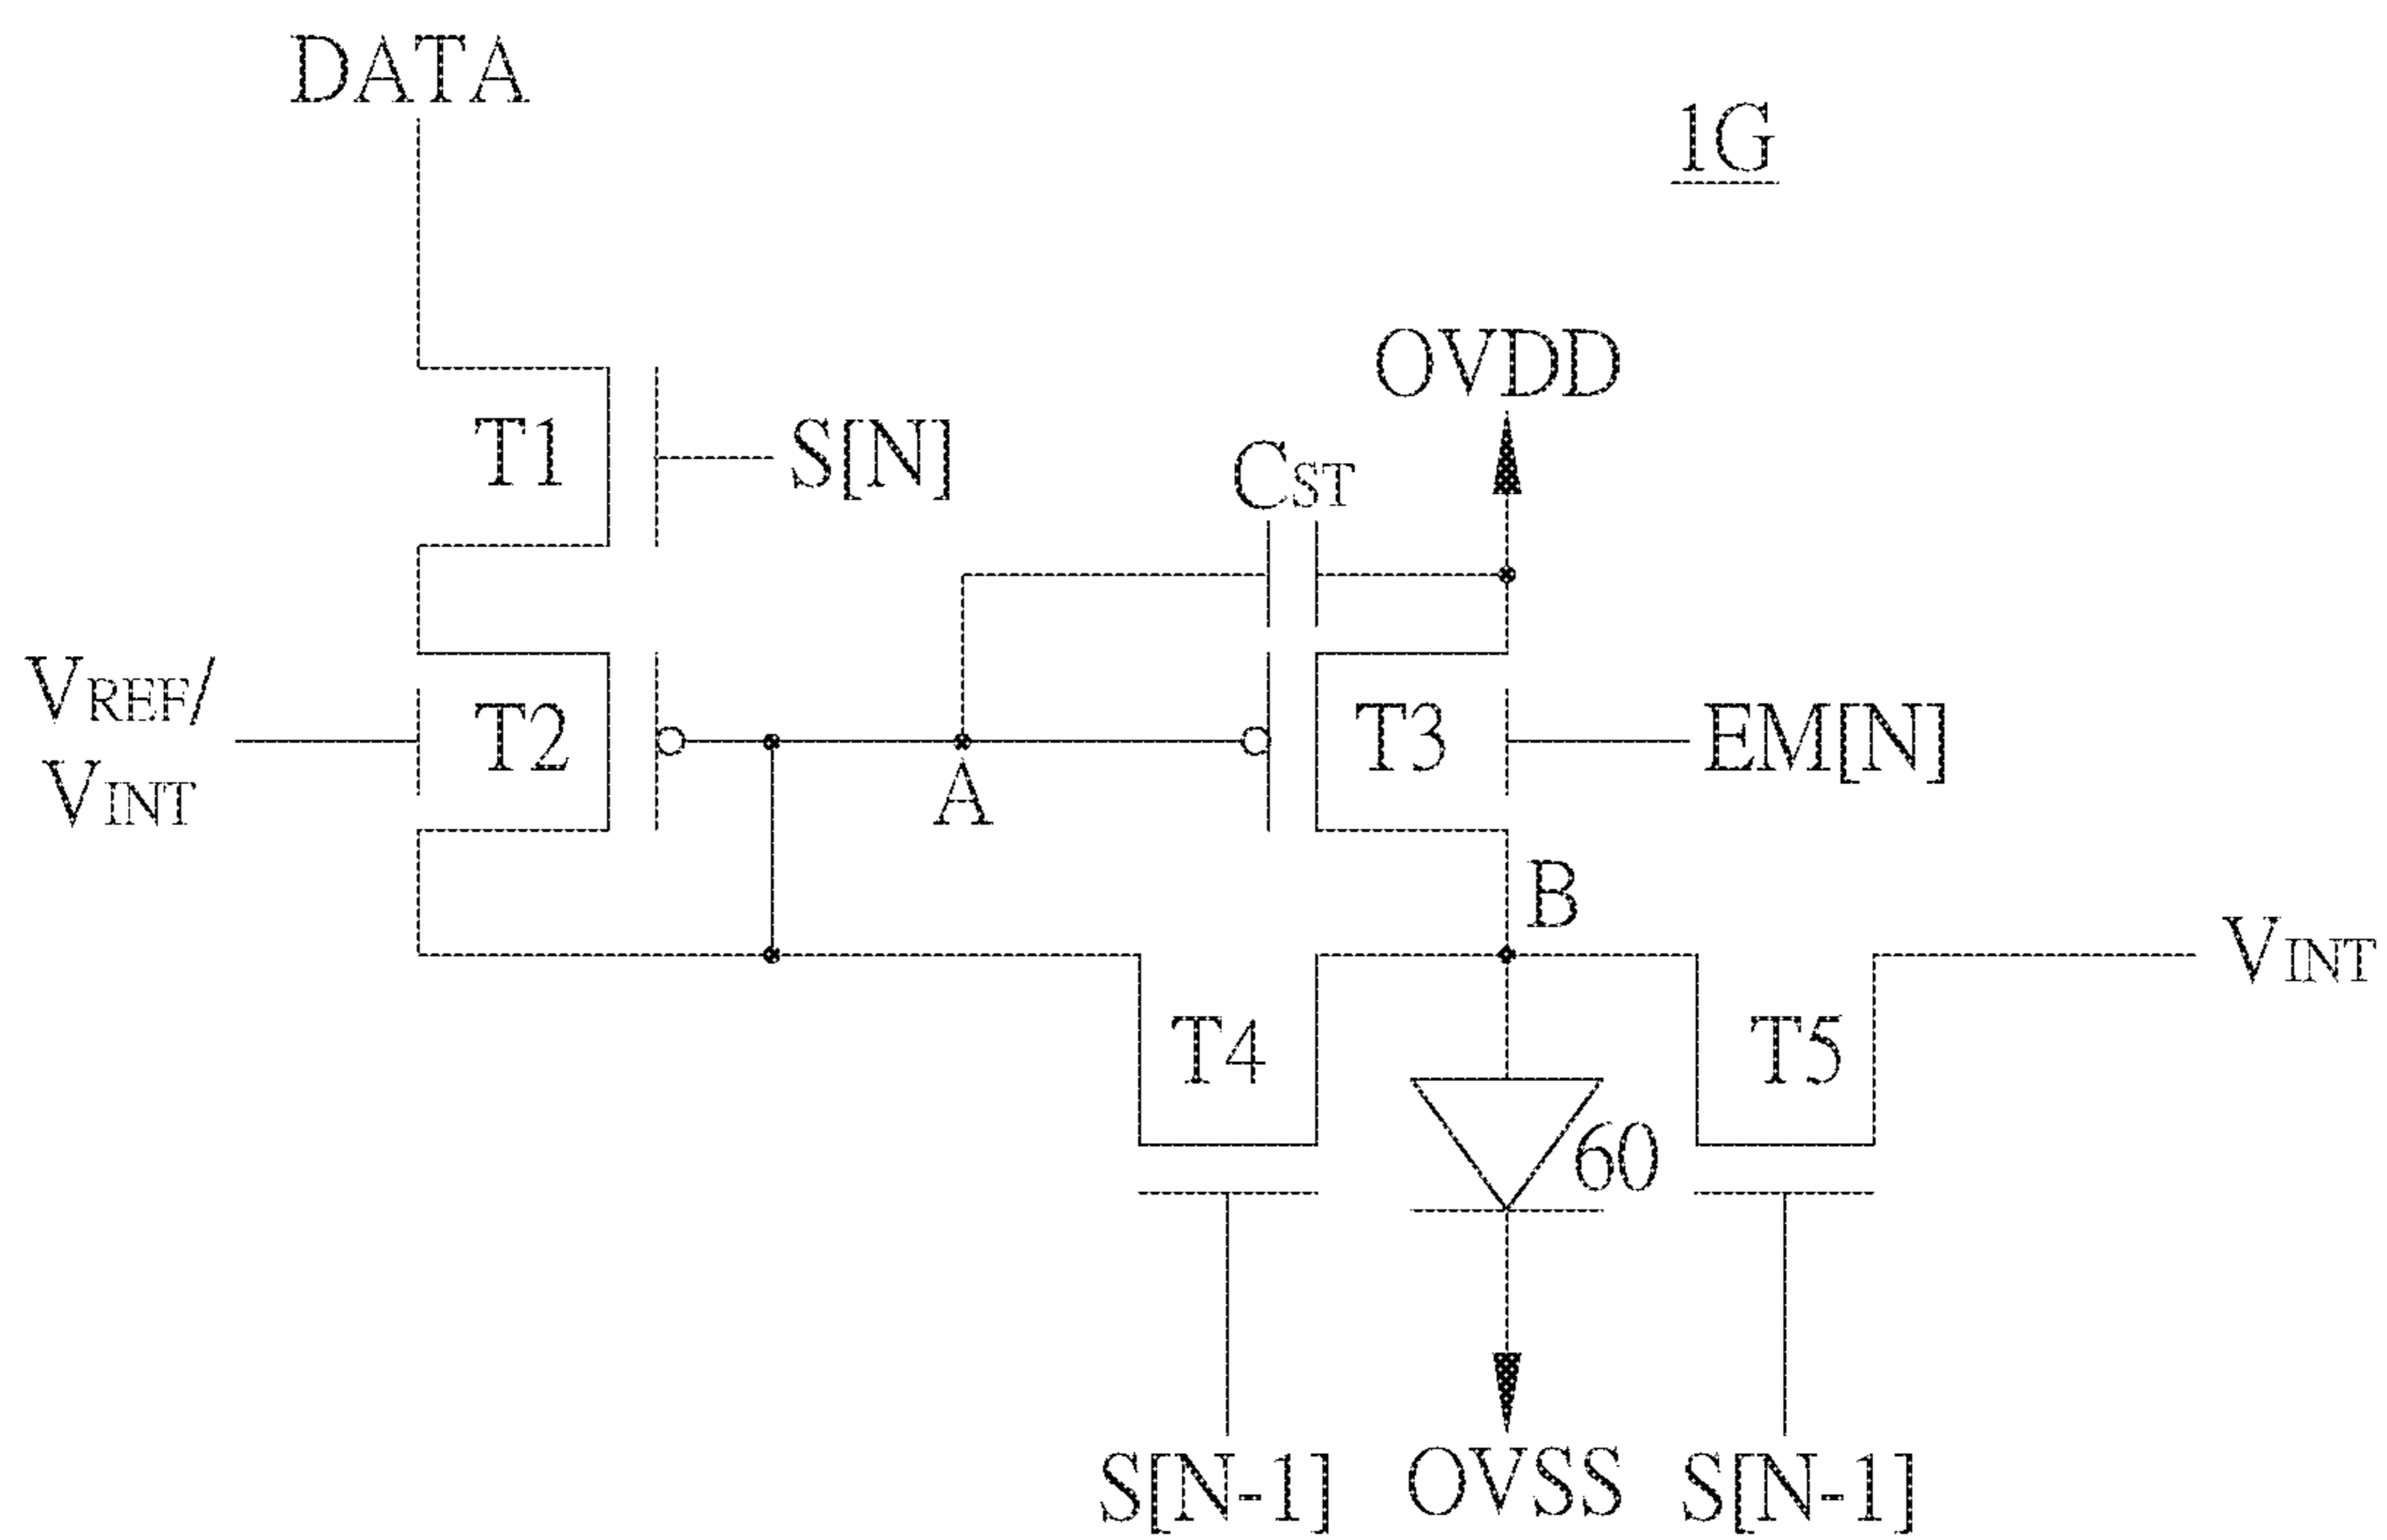 DATA
1G
OVDD
T1
S[N]
CST
VREF/
VINT
T2
A
T3
EM[N]
B
VINT
T4
T5
60
S[N-1]
OVSS
S[N-1]